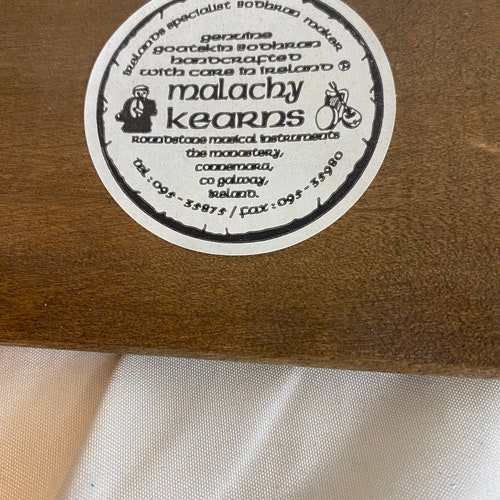 Irelands Specialist Bodhran Maker
Genuine
Goatskin Bodhran
Handcrafted
With Care in Ireland ®
Malachy
Kearns
Roundstone Musical Instruments
The Monastery,
Connemara,
Co Galway,
Ireland.
Tel: 095-35875 / Fax: 095-35980